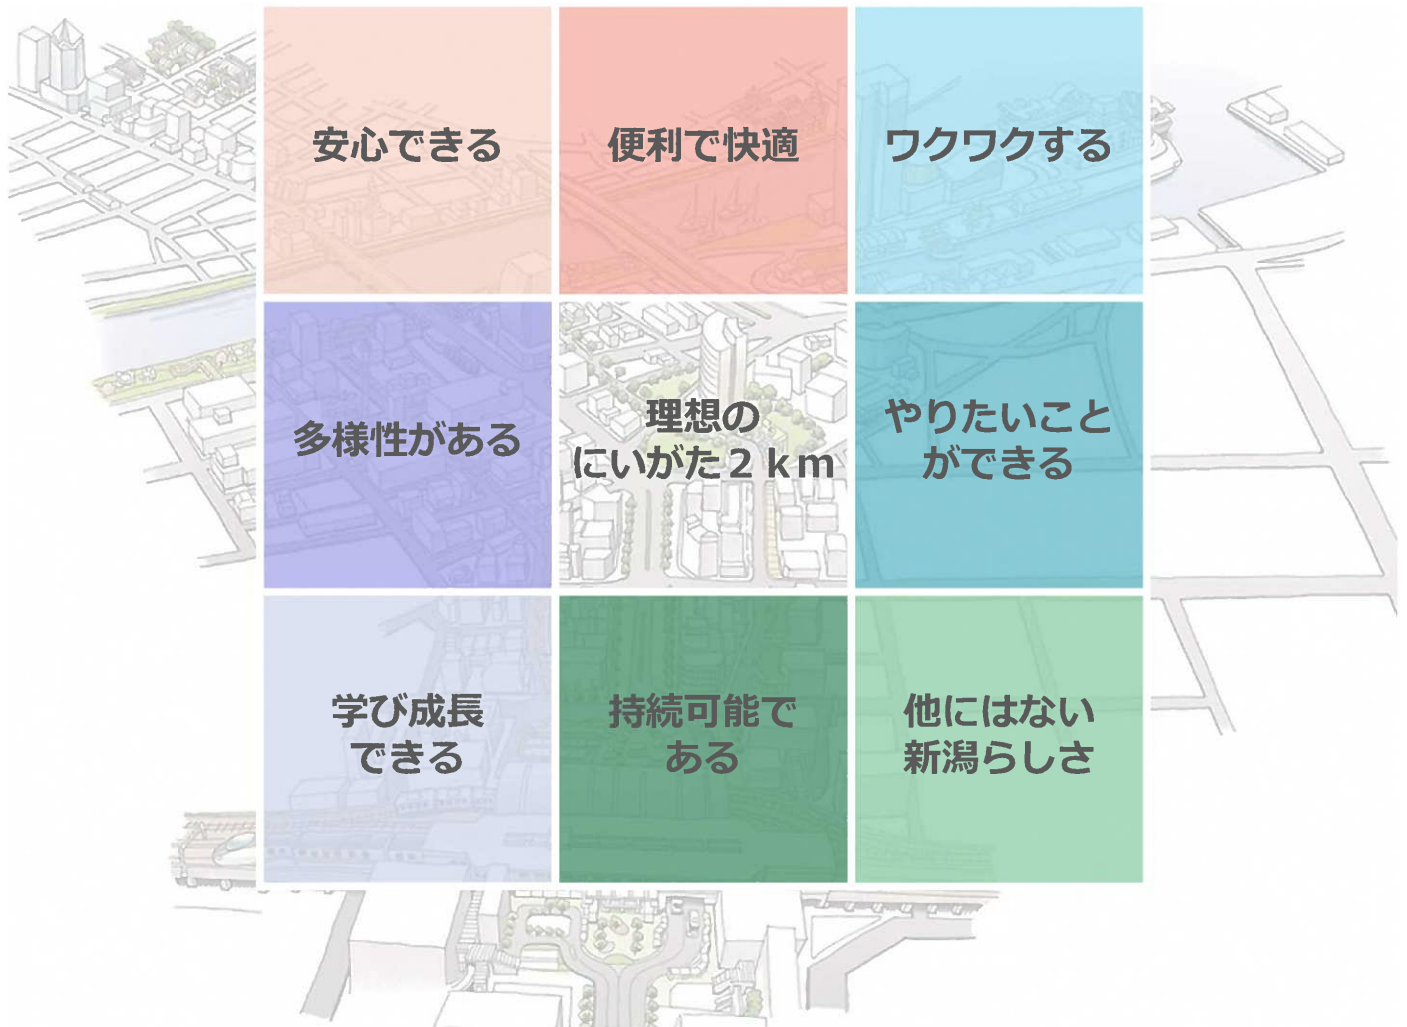 安心できる
便利で快適
ワクワクする
多様性がある
理想の
にいがた２ｋｍ
やりたいこと
ができる
学び成長
できる
持続可能で
ある
他にはない
新潟らしさ